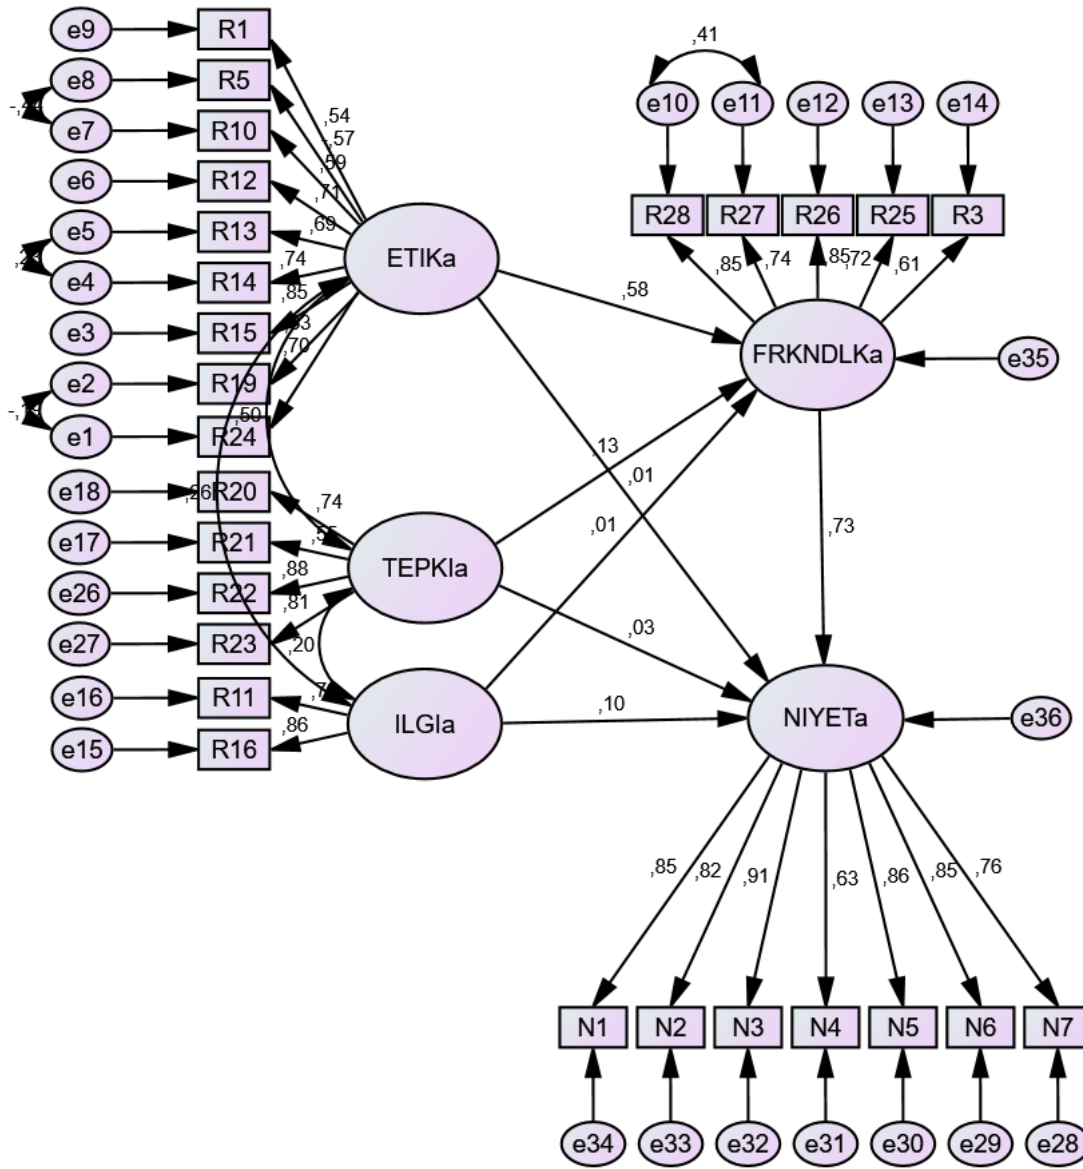 e9 R1
e8 R5
e7 R10
e6 R12
e5 R13
e4 R14
e3 R15
e2 R19
e1 R24
e18 R20
e17 R21
e26 R22
e27 R23
e16 R11
e15 R16
,54
-,57
,59
,71
,69
,74
,85
,70
,50
,26
,74
,55
,88
,81
,20
,86
ETIKa
TEPKIa
ILGIa
,41
e10 e11 e12 e13 e14
R28 R27 R26 R25 R3
,85 ,74 ,85 ,72 ,61
,58
FRKNDLKa e35
,13
,01
,01
,73
,03
,10
NIYETa e36
,85 ,82 ,91 ,63 ,86 ,85 ,76
N1 N2 N3 N4 N5 N6 N7
e34 e33 e32 e31 e30 e29 e28